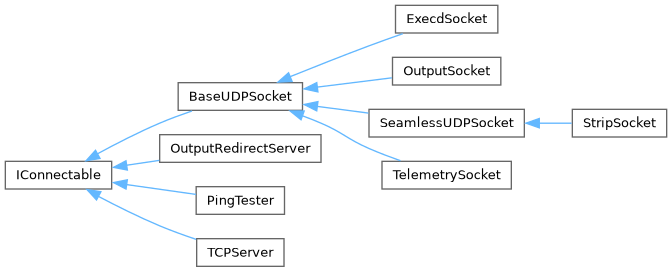 ExecdSocket
OutputSocket
BaseUDPSocket
SeamlessUDPSocket
StripSocket
OutputRedirectServer
IConnectable
TelemetrySocket
PingTester
TCPServer